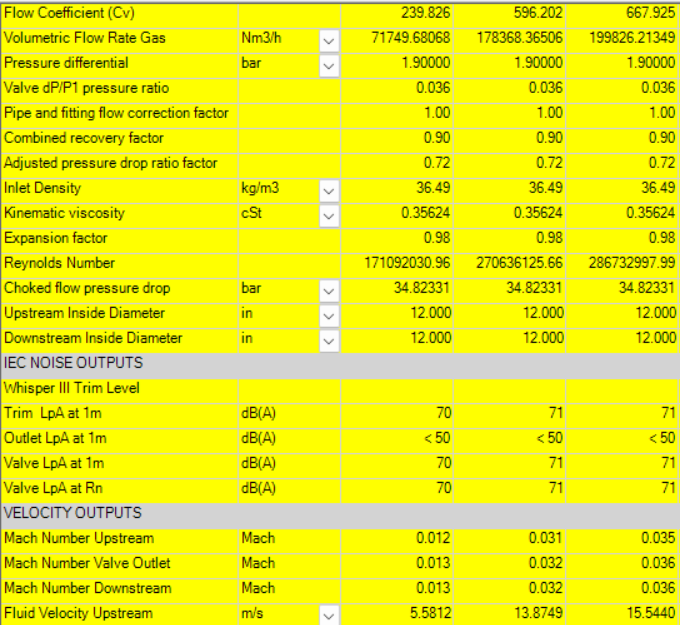 Flow Coefficient (Cv) 239.826 596.202 667.925
Volumetric Flow Rate Gas Nm3/h 71749.68068 178368.36506 199826.21349
Pressure differential bar 1.90000 1.90000 1.90000
Valve dP/P1 pressure ratio 0.036 0.036 0.036
Pipe and fitting flow correction factor 1.00 1.00 1.00
Combined recovery factor 0.90 0.90 0.90
Adjusted pressure drop ratio factor 0.72 0.72 0.72
Inlet Density kg/m3 36.49 36.49 36.49
Kinematic viscosity cSt 0.35624 0.35624 0.35624
Expansion factor 0.98 0.98 0.98
Reynolds Number 171092030.96 270636125.66 286732997.99
Choked flow pressure drop bar 34.82331 34.82331 34.82331
Upstream Inside Diameter in 12.000 12.000 12.000
Downstream Inside Diameter in 12.000 12.000 12.000
IEC NOISE OUTPUTS
Whisper III Trim Level
Trim LpA at 1m dB(A) 70 71 71
Outlet LpA at 1m dB(A) < 50 < 50 < 50
Valve LpA at 1m dB(A) 70 71 71
Valve LpA at Rn dB(A) 70 71 71
VELOCITY OUTPUTS
Mach Number Upstream Mach 0.012 0.031 0.035
Mach Number Valve Outlet Mach 0.013 0.032 0.036
Mach Number Downstream Mach 0.013 0.032 0.036
Fluid Velocity Upstream m/s 5.5812 13.8749 15.5440